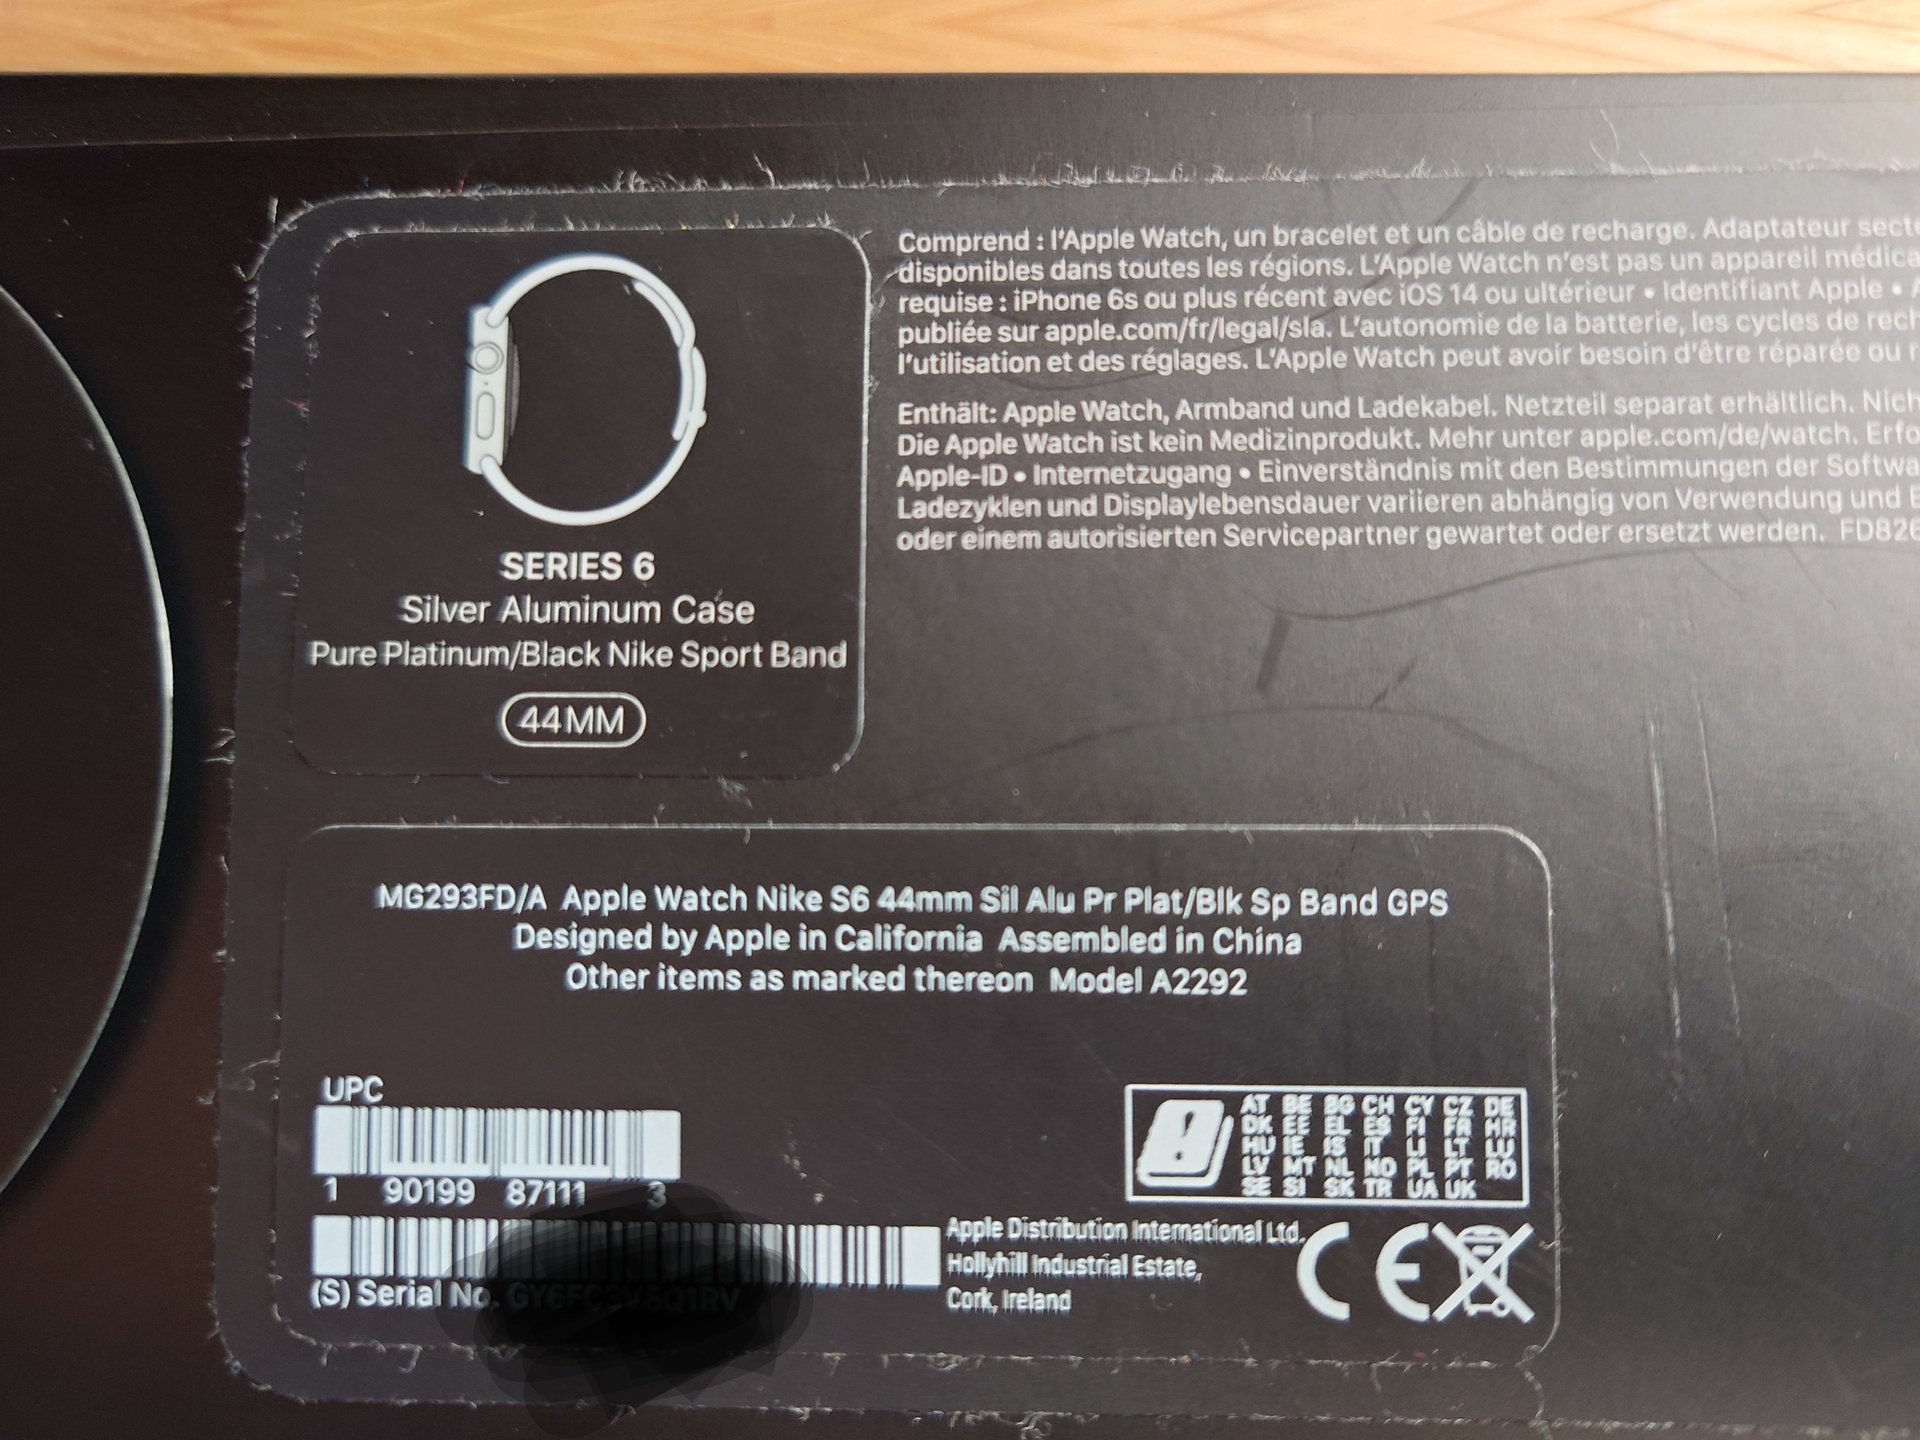 SERIES 6
Silver Aluminum Case
Pure Platinum/Black Nike Sport Band
44MM
Comprend : l'Apple Watch, un bracelet et un câble de recharge. Adaptateur secte
disponibles dans toutes les régions. L'Apple Watch n'est pas un appareil médica
requise : iPhone 6s ou plus récent avec iOS 14 ou ultérieur • Identifiant Apple •
publiée sur apple.com/fr/legal/sla. L'autonomie de la batterie, les cycles de rech
l'utilisation et des réglages. L'Apple Watch peut avoir besoin d'être réparée ou r
Enthält: Apple Watch, Armband und Ladekabel. Netzteil separat erhältlich. Nich
Die Apple Watch ist kein Medizinprodukt. Mehr unter apple.com/de/watch. Erfo
Apple-ID • Internetzugang • Einverständnis mit den Bestimmungen der Softwa
Ladezyklen und Displaylebensdauer variieren abhängig von Verwendung und E
oder einem autorisierten Servicepartner gewartet oder ersetzt werden. FD826
MG293FD/A Apple Watch Nike S6 44mm Sil Alu Pr Plat/Blk Sp Band GPS
Designed by Apple in California Assembled in China
Other items as marked thereon Model A2292
UPC
1 90199 87111 3
(S) Serial No.
AT BE BG CH CY CZ DE
DK EE EL ES FI FR HR
HU IE IS IT LI LT LU
LV MT NL NO PL PT RO
SE SI SK TR UA UK
Apple Distribution International Ltd.
Hollyhill Industrial Estate,
Cork, Ireland
CE